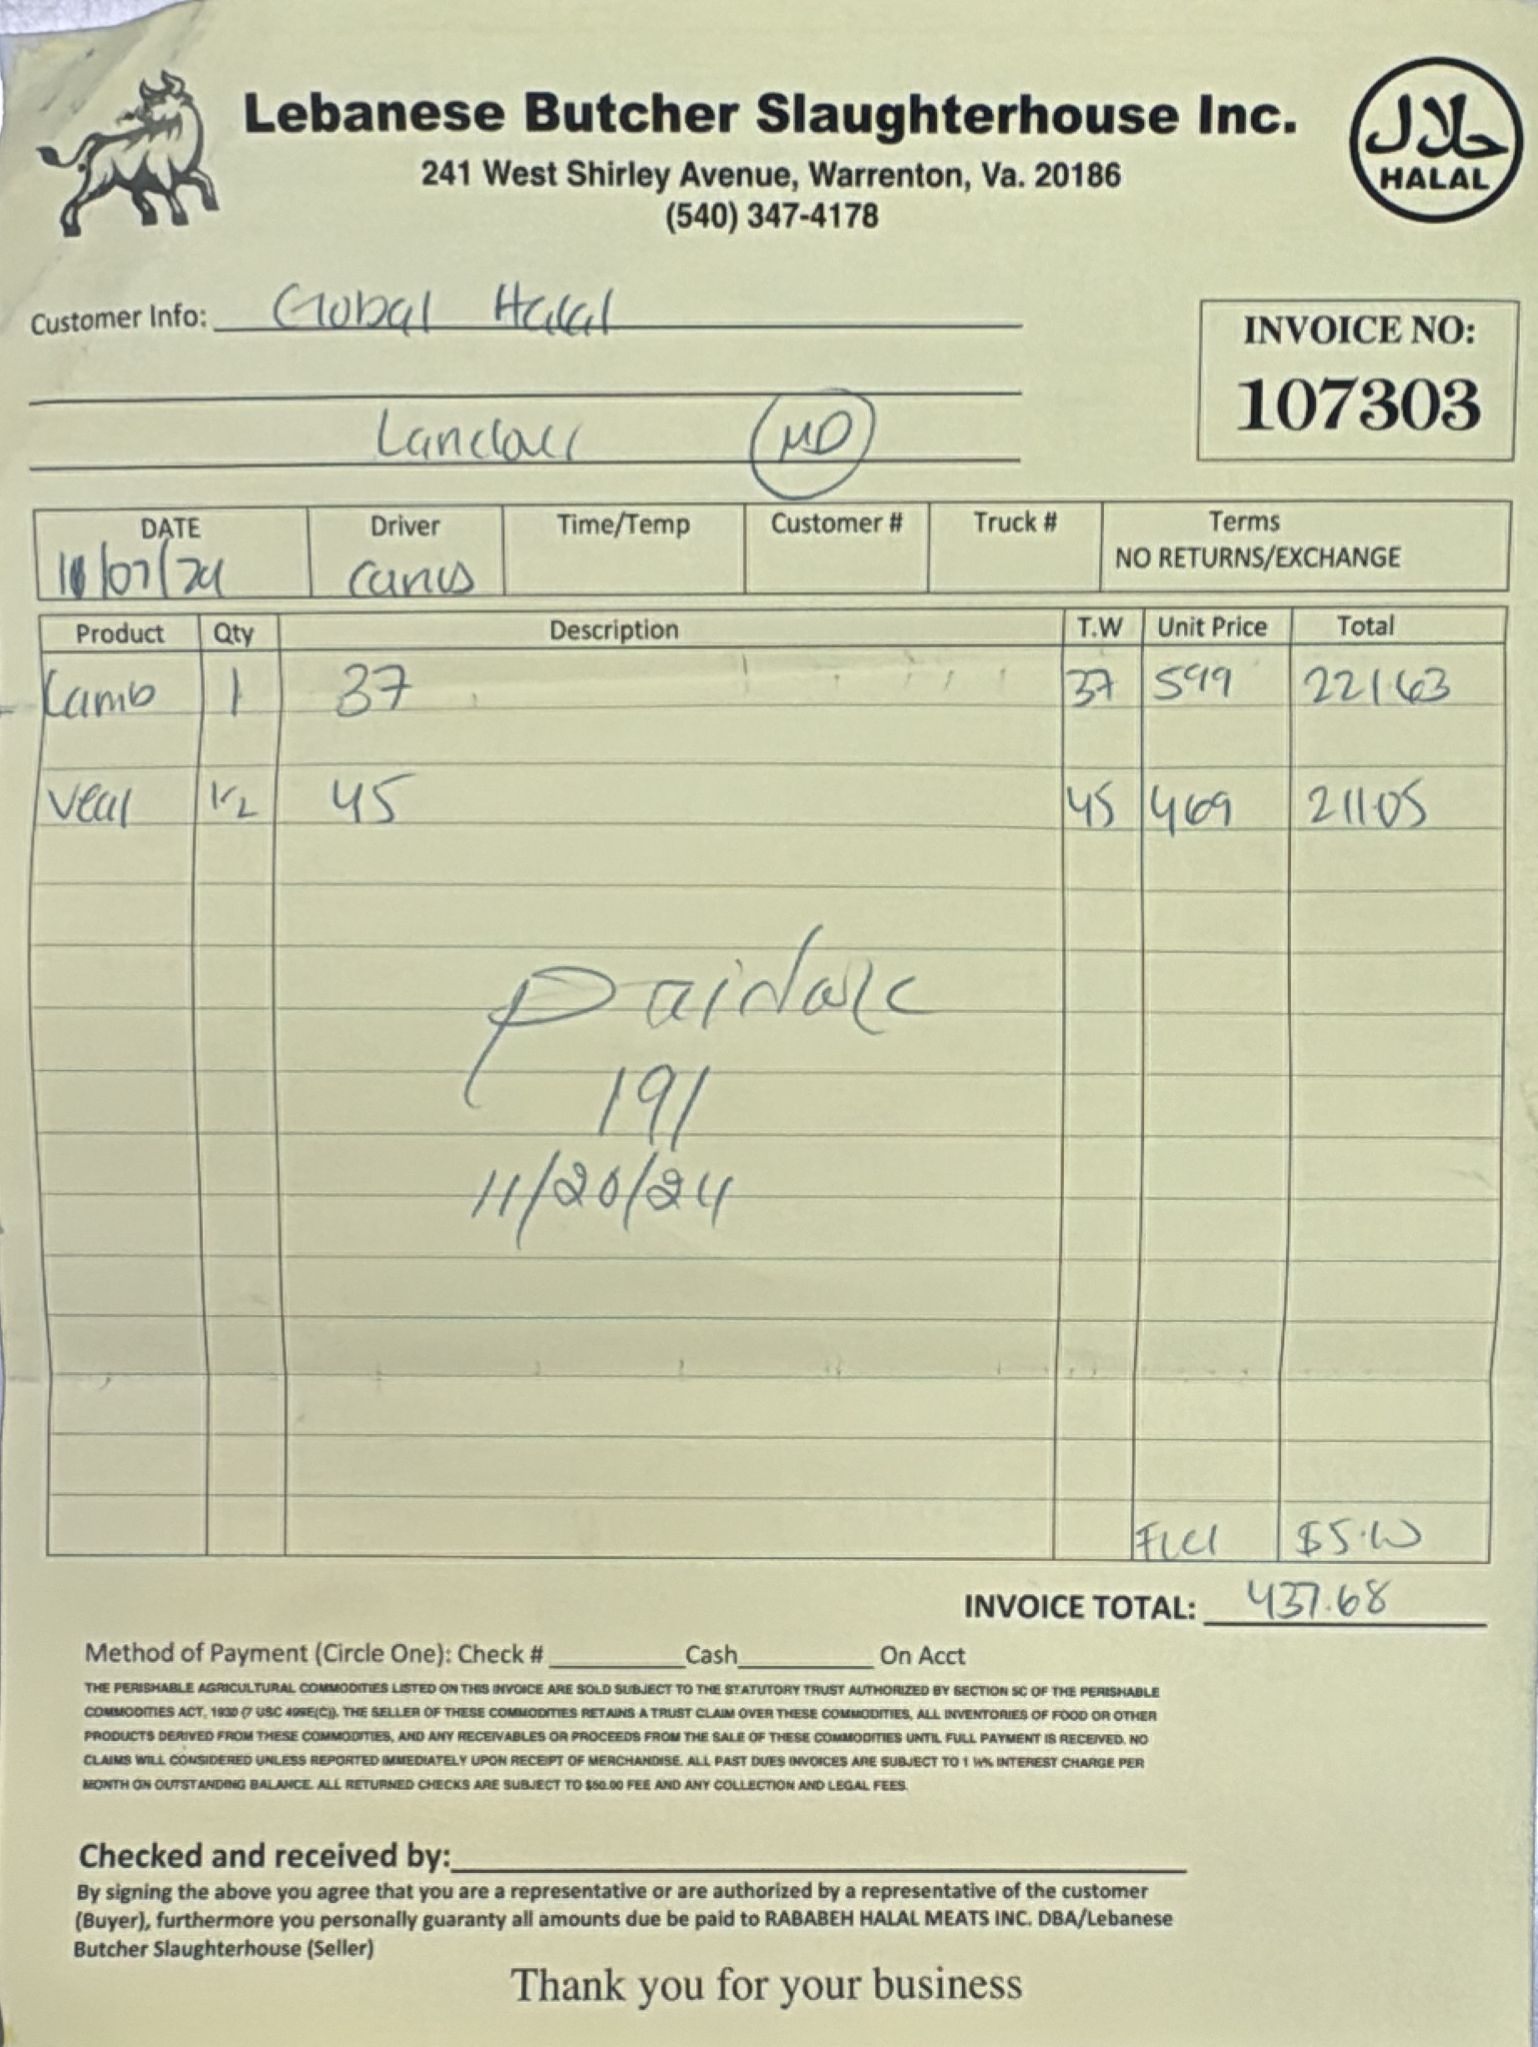 Lebanese Butcher Slaughterhouse Inc.
241 West Shirley Avenue, Warrenton, Va. 20186
(540) 347-4178
حلال
HALAL
Customer Info: Global Halal
INVOICE NO:
107303
MD
DATE Driver Time/Temp Customer # Truck # Terms
NO RETURNS/EXCHANGE
11/07/24
Product Qty Description T.W Unit Price Total
Lamb 1 37 37 599 221.63
Veal 1/2 45 45 469 211.05
Paid
191
11/20/24
Fuel $5.00
INVOICE TOTAL: 437.68
Method of Payment (Circle One): Check # Cash On Acct
THE PERISHABLE AGRICULTURAL COMMODITIES LISTED ON THIS INVOICE ARE SOLD SUBJECT TO THE STATUTORY TRUST AUTHORIZED BY SECTION 5C OF THE PERISHABLE
COMMODITIES ACT, 1930 (7 USC 499E(C)). THE SELLER OF THESE COMMODITIES RETAINS A TRUST CLAIM OVER THESE COMMODITIES, ALL INVENTORIES OF FOOD OR OTHER
PRODUCTS DERIVED FROM THESE COMMODITIES, AND ANY RECEIVABLES OR PROCEEDS FROM THE SALE OF THESE COMMODITIES UNTIL FULL PAYMENT IS RECEIVED. NO
CLAIMS WILL CONSIDERED UNLESS REPORTED IMMEDIATELY UPON RECEIPT OF MERCHANDISE. ALL PAST DUES INVOICES ARE SUBJECT TO 1 ½% INTEREST CHARGE PER
MONTH ON OUTSTANDING BALANCE. ALL RETURNED CHECKS ARE SUBJECT TO $50.00 FEE AND ANY COLLECTION AND LEGAL FEES.
Checked and received by:
By signing the above you agree that you are a representative or are authorized by a representative of the customer
(Buyer), furthermore you personally guaranty all amounts due be paid to RABABEH HALAL MEATS INC. DBA/Lebanese
Butcher Slaughterhouse (Seller)
Thank you for your business